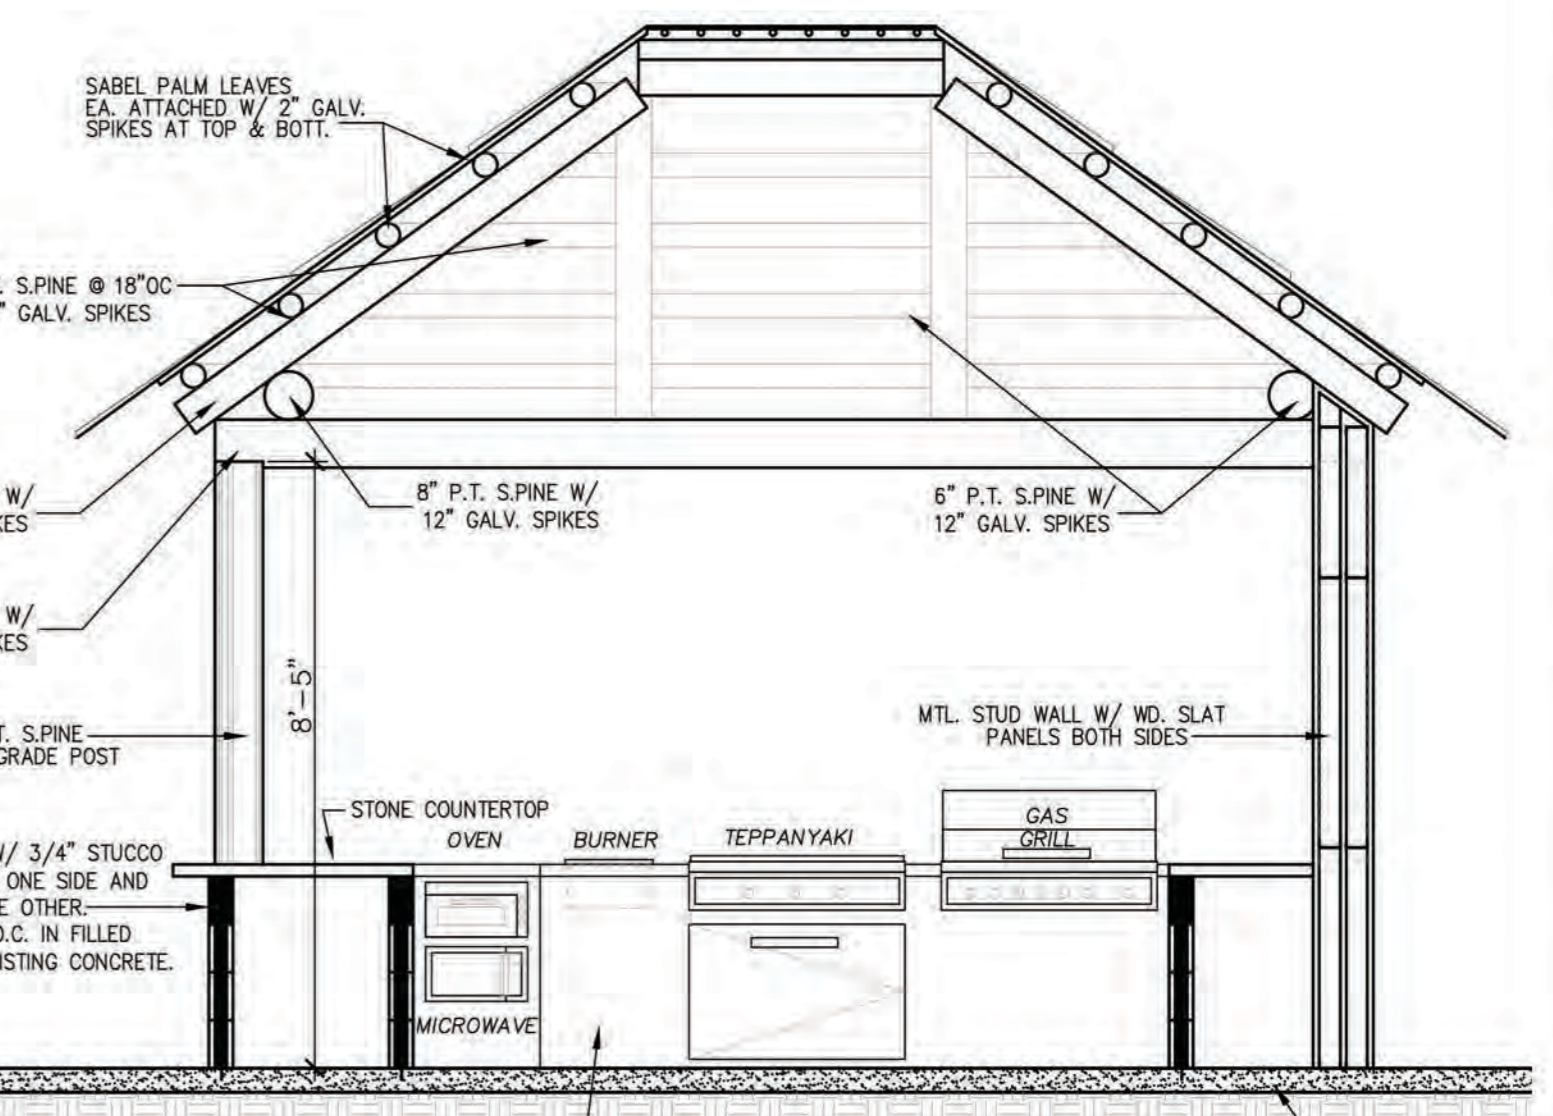 SABEL PALM LEAVES
EA. ATTACHED W/ 2" GALV.
SPIKES AT TOP & BOTT.
. S.PINE @ 18"OC
" GALV. SPIKES
W/
KES
8" P.T. S.PINE W/
12" GALV. SPIKES
6" P.T. S.PINE W/
12" GALV. SPIKES
W/
KES
8'-5"
T. S.PINE
GRADE POST
MTL. STUD WALL W/ WD. SLAT
PANELS BOTH SIDES
STONE COUNTERTOP
OVEN
BURNER
TEPPANYAKI
GAS
GRILL
W/ 3/4" STUCCO
ONE SIDE AND
E OTHER.
O.C. IN FILLED
ISTING CONCRETE.
MICROWAVE